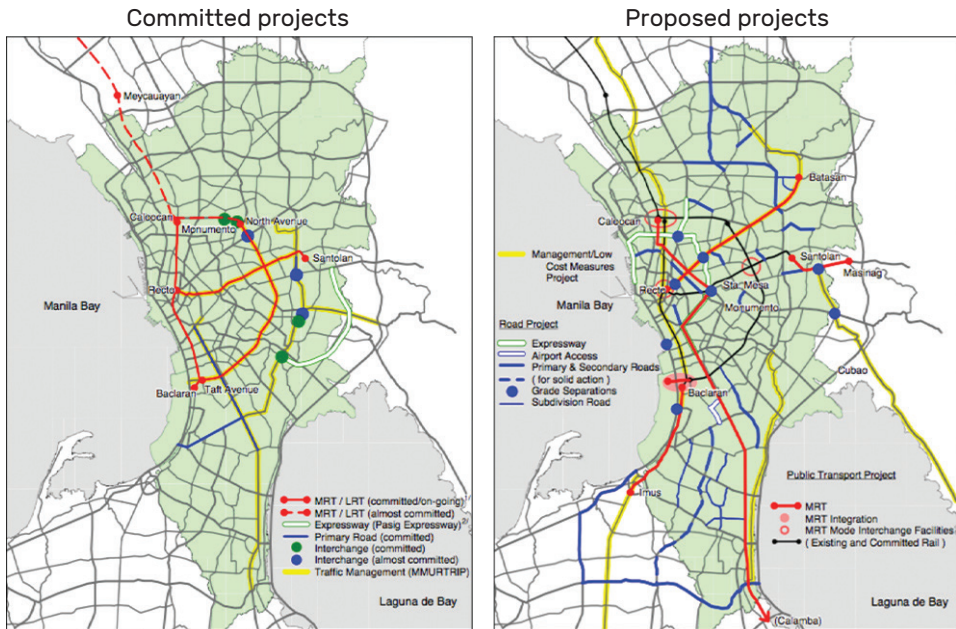 Committed projects
Meycauayan
Caloocan
Monumento
North Avenue
Santolan
Recto
Manila Bay
Taft Avenue
Baclaran
MRT / LRT (committed/on-going)
MRT / LRT (almost committed)
Expressway (Pasig Expressway)2/
Primary Road (committed)
Interchange (committed)
Interchange (almost committed)
Traffic Management (MMURTRIP)
Laguna de Bay
Proposed projects
Batasan
Caloocan
Management/Low
Cost Measures
Project
Santolan
Masinag
Recto
Sta. Mesa
Monumento
Manila Bay
Road Project
Expressway
Airport Access
Primary & Secondary Roads
( for solid action )
Grade Separations
Subdivision Road
Cubao
Baclaran
Imus
Public Transport Project
MRT
MRT Integration
MRT Mode Interchange Facilities
( Existing and Committed Rail )
Laguna de Bay
(Calamba)